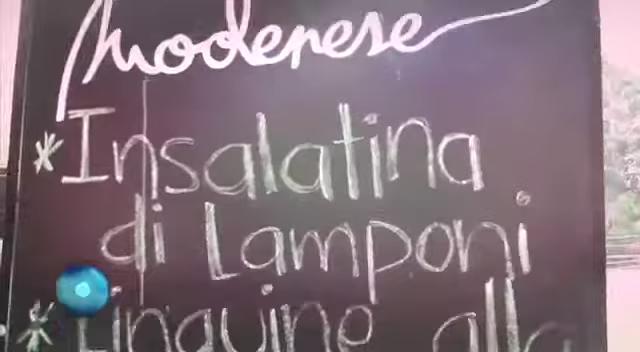 Modenese
*Insalatina
di Lamponi
*Linguine alla